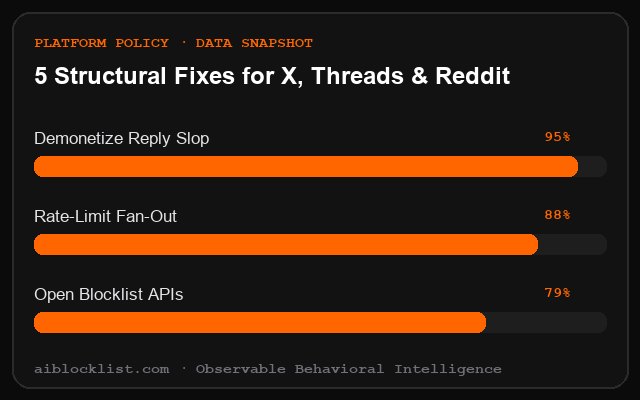 PLATFORM POLICY · DATA SNAPSHOT
5 Structural Fixes for X, Threads & Reddit
Demonetize Reply Slop 95%
Rate-Limit Fan-Out 88%
Open Blocklist APIs 79%
aiblocklist.com · Observable Behavioral Intelligence